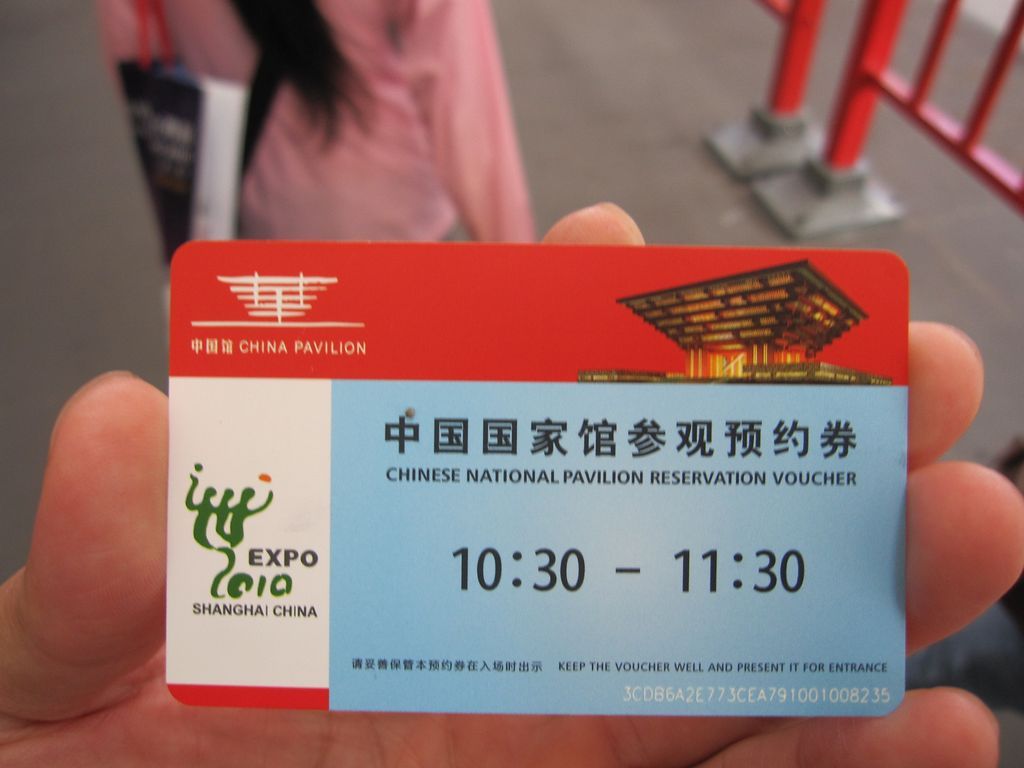 中国馆 CHINA PAVILION
中国国家馆参观预约券
CHINESE NATIONAL PAVILION RESERVATION VOUCHER
10:30 - 11:30
EXPO
2010
SHANGHAI CHINA
请妥善保管本预约券在入场时出示 KEEP THE VOUCHER WELL AND PRESENT IT FOR ENTRANCE
3CDB6A2E773CEA791001008235